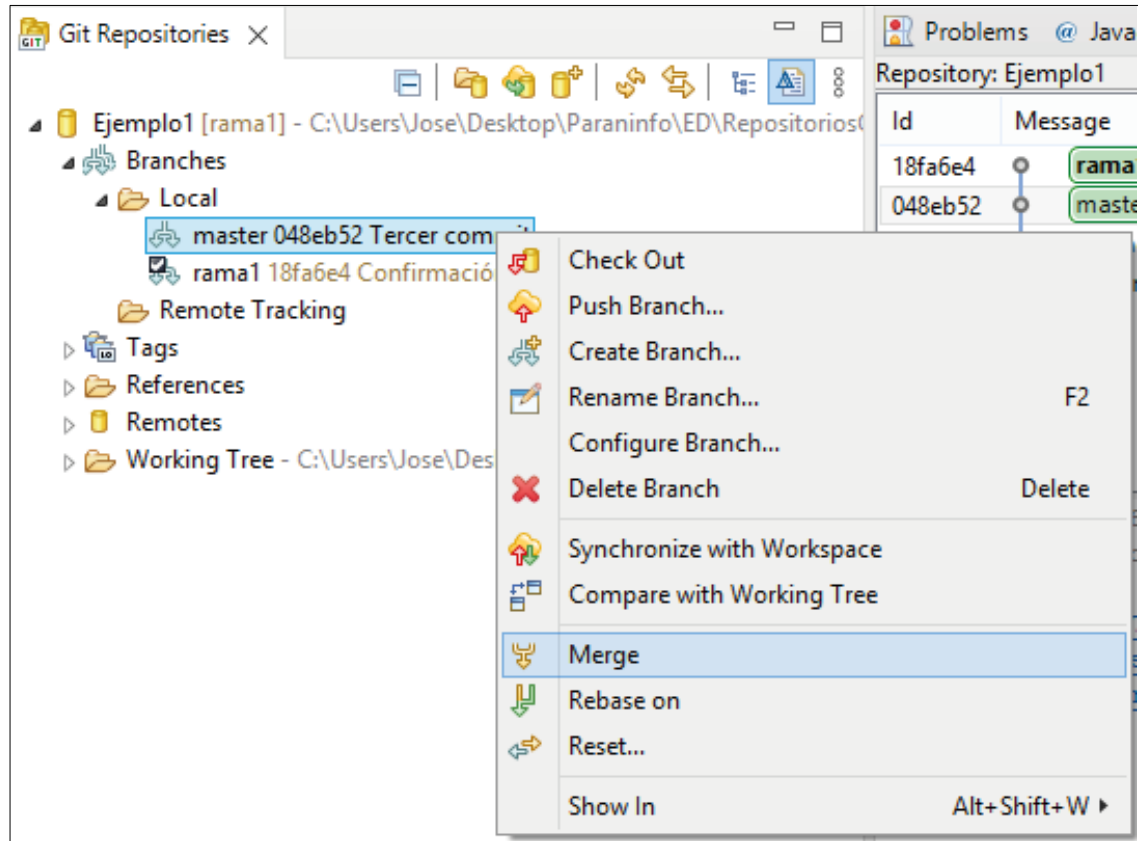 Git Repositories
Problems @ Java
Repository: Ejemplo1
Id Message
18fa6e4 rama
048eb52 maste
Ejemplo1 [rama1] - C:\Users\Jose\Desktop\Paraninfo\ED\Repositorios
Branches
Local
master 048eb52 Tercer commit
rama1 18fa6e4 Confirmació
Remote Tracking
Tags
References
Remotes
Working Tree - C:\Users\Jose\Des
Check Out
Push Branch...
Create Branch...
Rename Branch... F2
Configure Branch...
Delete Branch Delete
Synchronize with Workspace
Compare with Working Tree
Merge
Rebase on
Reset...
Show In Alt+Shift+W